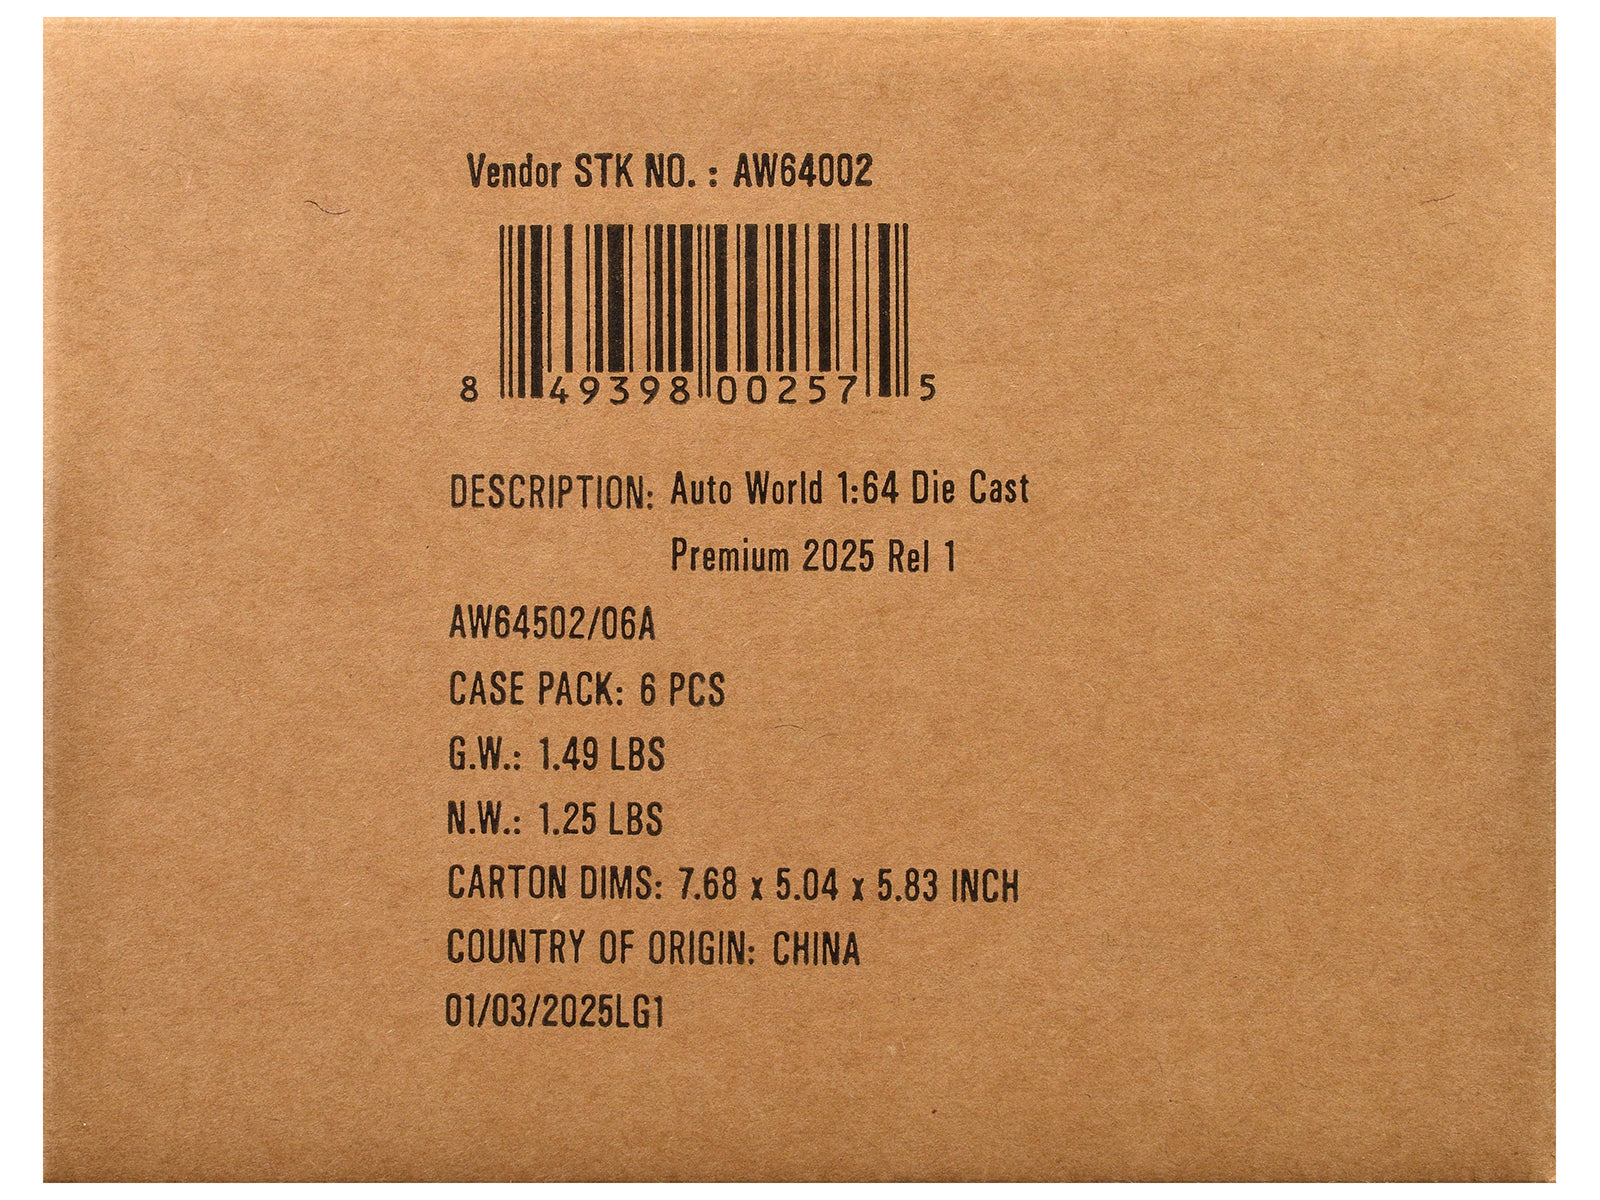 Vendor STK NO. : AW64002
8 49398 00257 5
DESCRIPTION: Auto World 1:64 Die Cast
Premium 2025 Rel 1
AW64502/06A
CASE PACK: 6 PCS
G.W.: 1.49 LBS
N.W.: 1.25 LBS
CARTON DIMS: 7.68 x 5.04 x 5.83 INCH
COUNTRY OF ORIGIN: CHINA
01/03/2025LG1